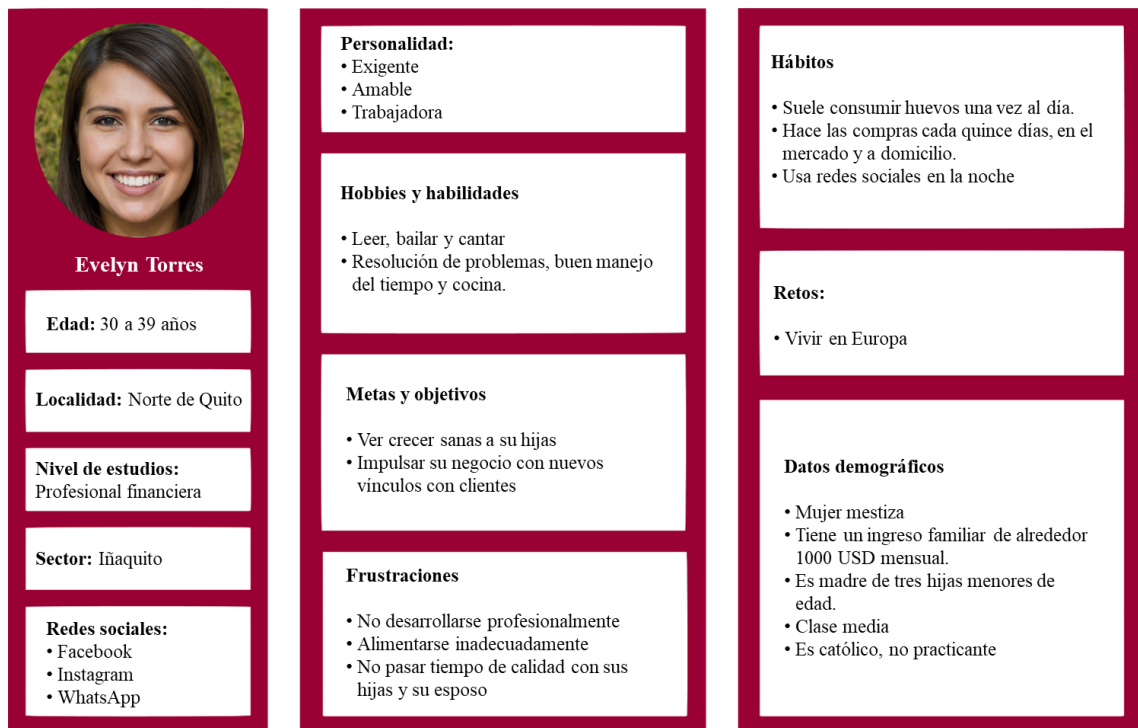 Evelyn Torres
Edad: 30 a 39 años
Localidad: Norte de Quito
Nivel de estudios:
Profesional financiera
Sector: Iñaquito
Redes sociales:
• Facebook
• Instagram
• WhatsApp
Personalidad:
• Exigente
• Amable
• Trabajadora
Hobbies y habilidades
• Leer, bailar y cantar
• Resolución de problemas, buen manejo
del tiempo y cocina.
Metas y objetivos
• Ver crecer sanas a su hijas
• Impulsar su negocio con nuevos
vínculos con clientes
Frustraciones
• No desarrollarse profesionalmente
• Alimentarse inadecuadamente
• No pasar tiempo de calidad con sus
hijas y su esposo
Hábitos
• Suele consumir huevos una vez al día.
• Hace las compras cada quince días, en el
mercado y a domicilio.
• Usa redes sociales en la noche
Retos:
• Vivir en Europa
Datos demográficos
• Mujer mestiza
• Tiene un ingreso familiar de alrededor
1000 USD mensual.
• Es madre de tres hijas menores de
edad.
• Clase media
• Es católico, no practicante